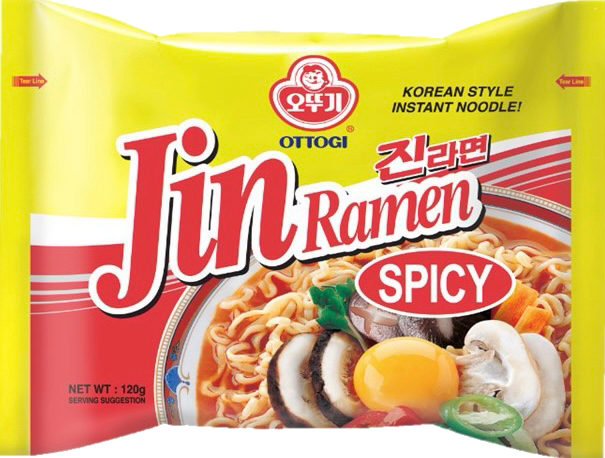 Tear Line
Tear Line
오뚜기
OTTOGI
®
KOREAN STYLE
INSTANT NOODLE!
진라면
Jin Ramen
SPICY
NET WT : 120g
SERVING SUGGESTION